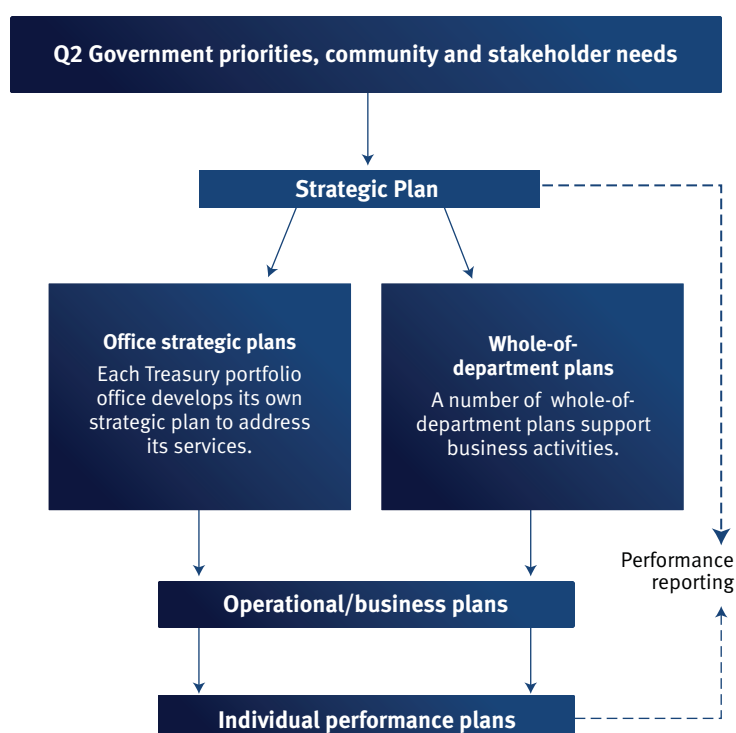 Q2 Government priorities, community and stakeholder needs
Strategic Plan
Office strategic plans
Each Treasury portfolio
office develops its own
strategic plan to address
its services.
Whole-of-
department plans
A number of whole-of-
department plans support
business activities.
Performance
reporting
Operational/business plans
Individual performance plans